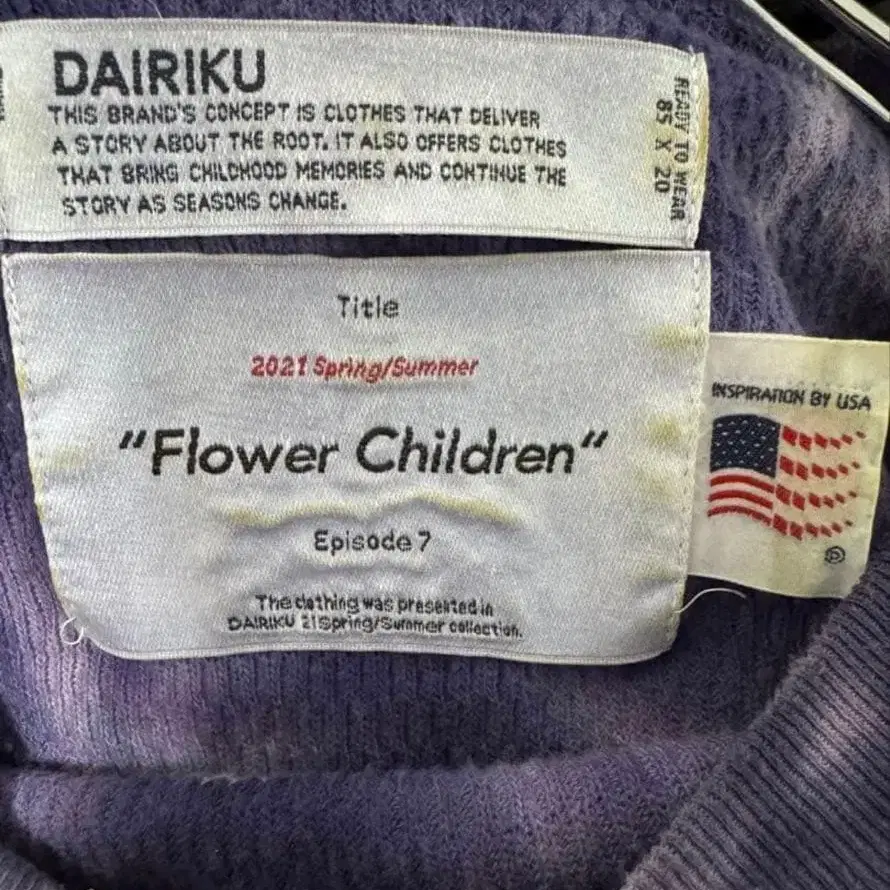 DAIRIKU
THIS BRAND'S CONCEPT IS CLOTHES THAT DELIVER
A STORY ABOUT THE ROOT. IT ALSO OFFERS CLOTHES
THAT BRING CHILDHOOD MEMORIES AND CONTINUE THE
STORY AS SEASONS CHANGE.
READY TO WEAR
85 X 20
Title
2021 Spring/Summer
"Flower Children"
Episode 7
The clothing was presented in
DAIRIKU 21Spring/Summer collection.
INSPIRATION BY USA